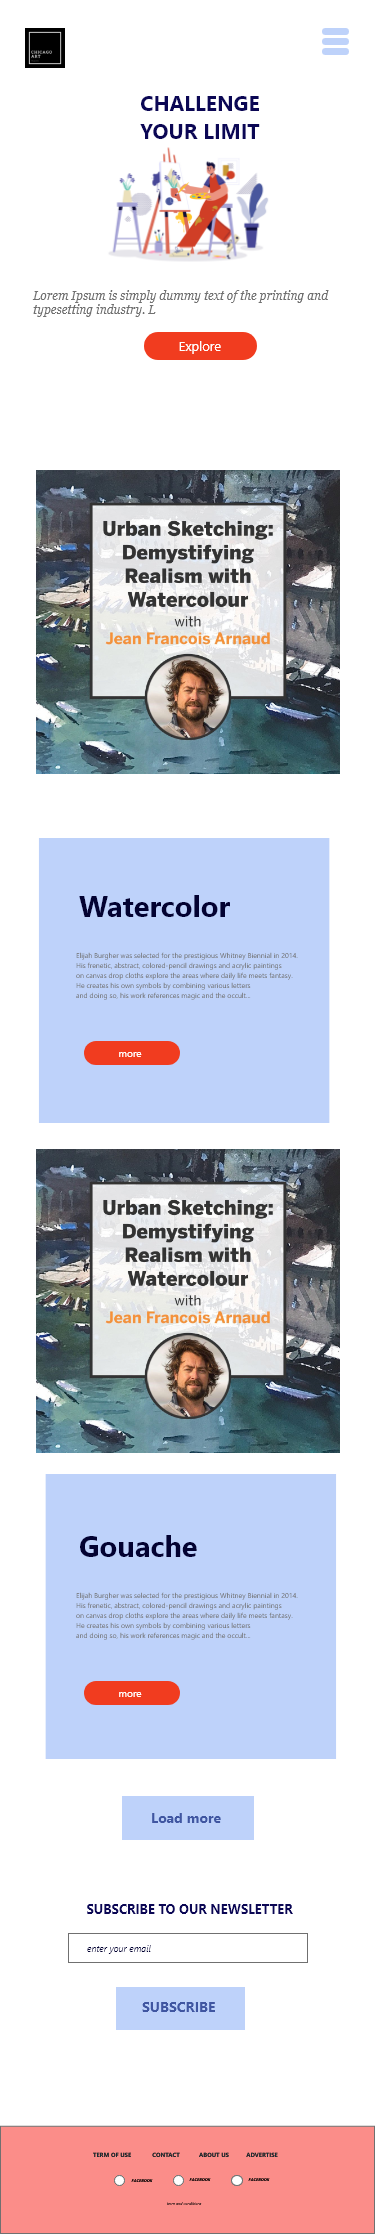 CHICAGO
ART
CHALLENGE
YOUR LIMIT
Lorem Ipsum is simply dummy text of the printing and
typesetting industry. L
Explore
Urban Sketching:
Demystifying
Realism with
Watercolour
with
Jean Francois Arnaud
Watercolor
Elijah Burgher was selected for the prestigious Whitney Biennial in 2014.
His frenetic, abstract, colored-pencil drawings and acrylic paintings
on canvas drop cloths explore the areas where daily life meets fantasy.
He creates his own symbols by combining various letters
and doing so, his work references magic and the occult...
more
Urban Sketching:
Demystifying
Realism with
Watercolour
with
Jean Francois Arnaud
Gouache
Elijah Burgher was selected for the prestigious Whitney Biennial in 2014.
His frenetic, abstract, colored-pencil drawings and acrylic paintings
on canvas drop cloths explore the areas where daily life meets fantasy.
He creates his own symbols by combining various letters
and doing so, his work references magic and the occult...
more
Load more
SUBSCRIBE TO OUR NEWSLETTER
enter your email
SUBSCRIBE
TERM OF USE CONTACT ABOUT US ADVERTISE
FACEBOOK FACEBOOK FACEBOOK
term and conditions